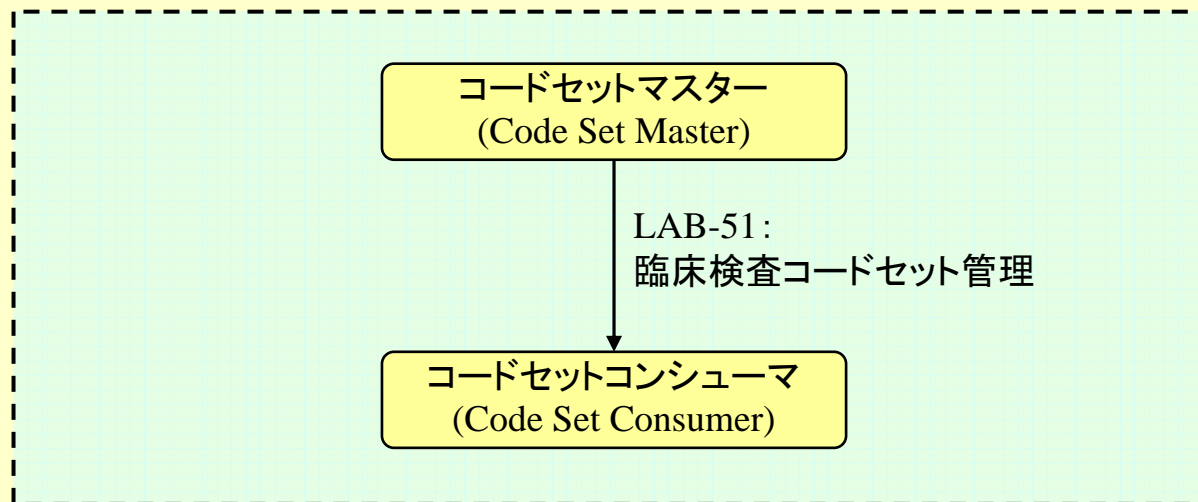 コードセットマスター
(Code Set Master)
LAB-51：
臨床検査コードセット管理
コードセットコンシューマ
(Code Set Consumer)